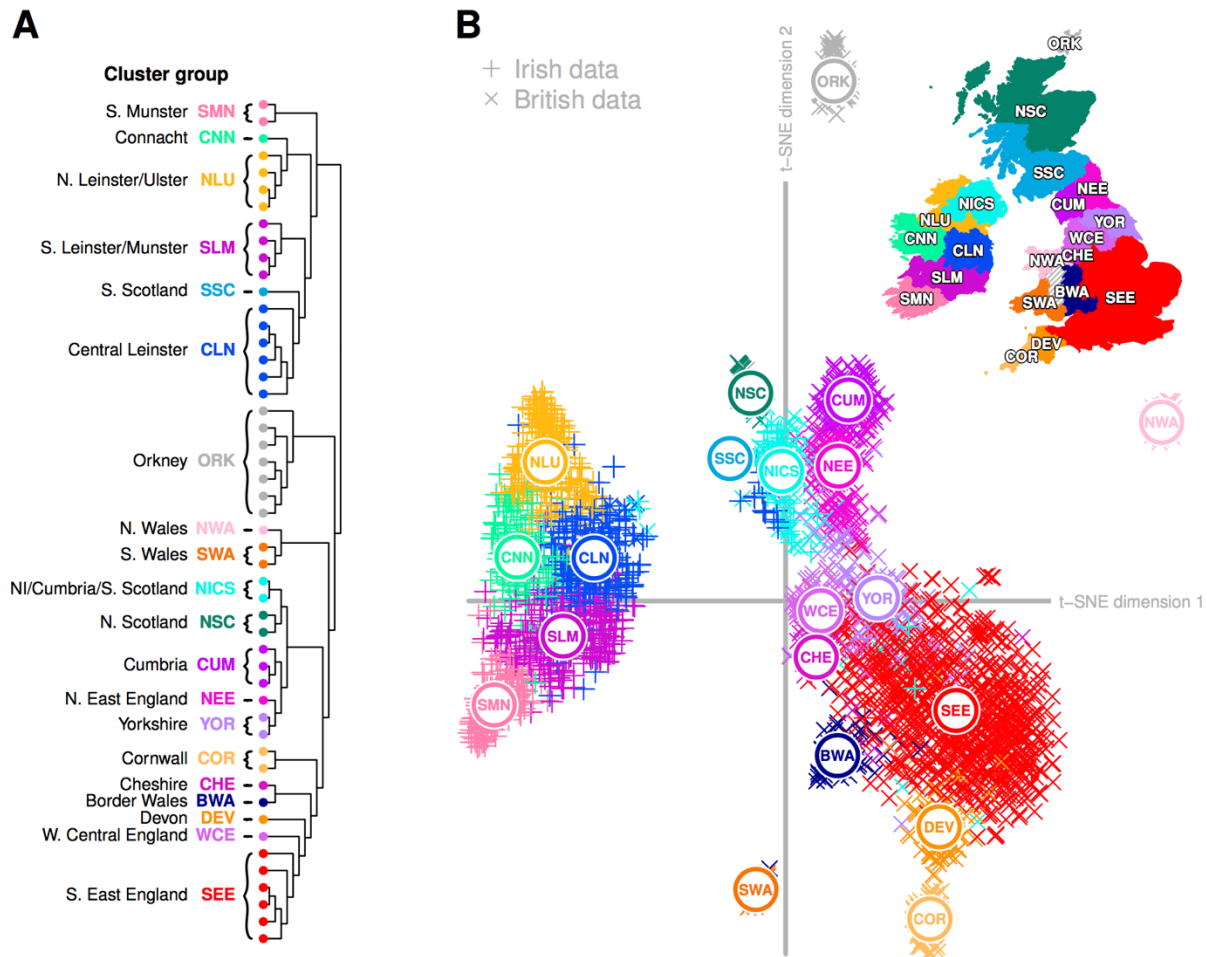 A
Cluster group
S. Munster SMN
Connacht CNN
N. Leinster/Ulster NLU
S. Leinster/Munster SLM
S. Scotland SSC
Central Leinster CLN
Orkney ORK
N. Wales NWA
S. Wales SWA
NI/Cumbria/S. Scotland NICS
N. Scotland NSC
Cumbria CUM
N. East England NEE
Yorkshire YOR
Cornwall COR
Cheshire CHE
Border Wales BWA
Devon DEV
W. Central England WCE
S. East England SEE
B
+ Irish data
× British data
t-SNE dimension 2
t-SNE dimension 1
ORK
NSC
CUM
NWA
SSC
NICS
NEE
NLU
CNN
CLN
SLM
SMN
WCE
YOR
CHE
SEE
BWA
DEV
SWA
COR
ORK
NSC
SSC
NEE
CUM
NICS
NLU
YOR
CNN
WCE
CLN
CHE
NWA
SLM
BWA
SEE
SMN
SWA
DEV
COR